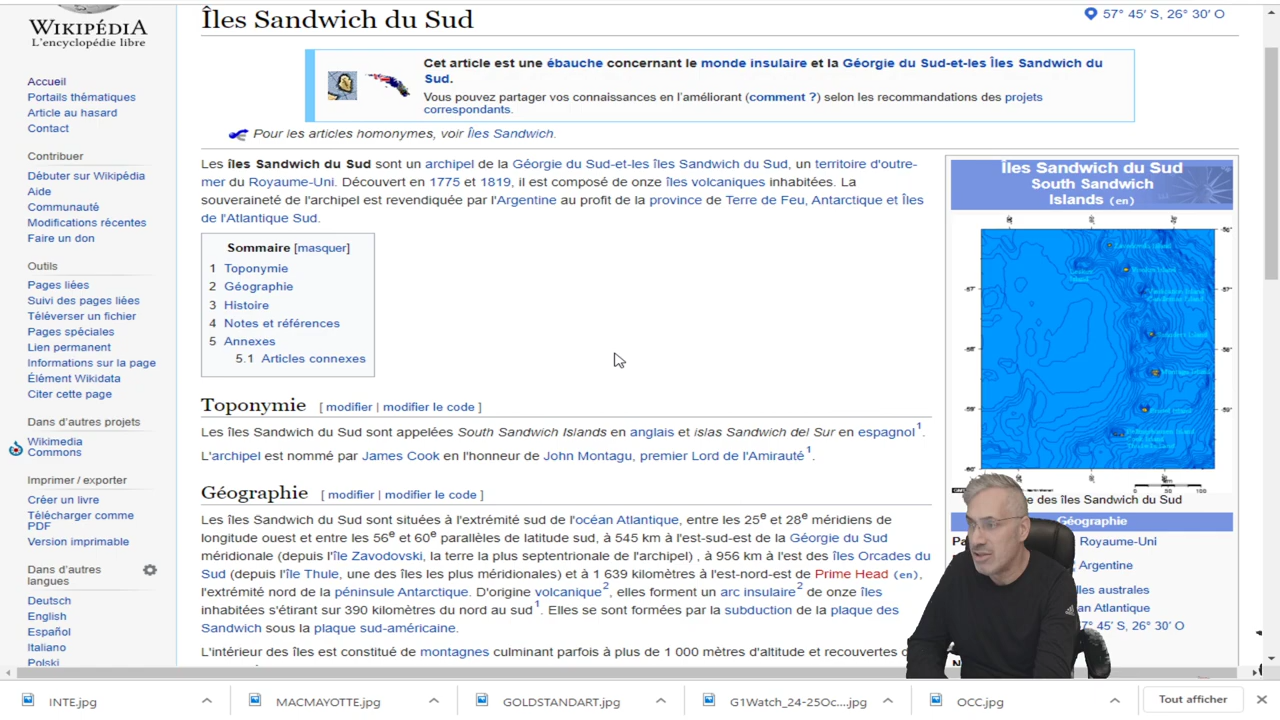 Îles Sandwich du Sud
57° 45′ S, 26° 30′ O
WIKIPÉDIA
L'encyclopédie libre
Accueil
Portails thématiques
Article au hasard
Contact
Contribuer
Débuter sur Wikipédia
Aide
Communauté
Modifications récentes
Faire un don
Outils
Pages liées
Suivi des pages liées
Téléverser un fichier
Pages spéciales
Lien permanent
Informations sur la page
Élément Wikidata
Citer cette page
Dans d'autres projets
Wikimedia
Commons
Imprimer / exporter
Créer un livre
Télécharger comme
PDF
Version imprimable
Dans d'autres
langues
Deutsch
English
Español
Italiano
Polski
Cet article est une ébauche concernant le monde insulaire et la Géorgie du Sud-et-les Îles Sandwich du
Sud.
Vous pouvez partager vos connaissances en l'améliorant (comment ?) selon les recommandations des projets
correspondants.
Pour les articles homonymes, voir Îles Sandwich.
Les îles Sandwich du Sud sont un archipel de la Géorgie du Sud-et-les îles Sandwich du Sud, un territoire d'outre-
mer du Royaume-Uni. Découvert en 1775 et 1819, il est composé de onze îles volcaniques inhabitées. La
souveraineté de l'archipel est revendiquée par l'Argentine au profit de la province de Terre de Feu, Antarctique et Îles
de l'Atlantique Sud.
Sommaire [masquer]
1 Toponymie
2 Géographie
3 Histoire
4 Notes et références
5 Annexes
5.1 Articles connexes
Toponymie [ modifier | modifier le code ]
Les îles Sandwich du Sud sont appelées South Sandwich Islands en anglais et islas Sandwich del Sur en espagnol1.
L'archipel est nommé par James Cook en l'honneur de John Montagu, premier Lord de l'Amirauté1.
Géographie [ modifier | modifier le code ]
Les îles Sandwich du Sud sont situées à l'extrémité sud de l'océan Atlantique, entre les 25e et 28e méridiens de
longitude ouest et entre les 56e et 60e parallèles de latitude sud, à 545 km à l'est-sud-est de la Géorgie du Sud
méridionale (depuis l'île Zavodovski, la terre la plus septentrionale de l'archipel) , à 956 km à l'est des îles Orcades du
Sud (depuis l'île Thule, une des îles les plus méridionales) et à 1 639 kilomètres à l'est-nord-est de Prime Head (en),
l'extrémité nord de la péninsule Antarctique. D'origine volcanique2, elles forment un arc insulaire2 de onze îles
inhabitées s'étirant sur 390 kilomètres du nord au sud1. Elles se sont formées par la subduction de la plaque des
Sandwich sous la plaque sud-américaine.
L'intérieur des îles est constitué de montagnes culminant parfois à plus de 1 000 mètres d'altitude et recouvertes
Îles Sandwich du Sud
South Sandwich
Islands (en)
des îles Sandwich du Sud
Géographie
Royaume-Uni
Argentine
australes
Atlantique
57° 45′ S, 26° 30′ O
INTE.jpg
MACMAYOTTE.jpg
GOLDSTANDART.jpg
G1Watch_24-25Oc....jpg
OCC.jpg
Tout afficher